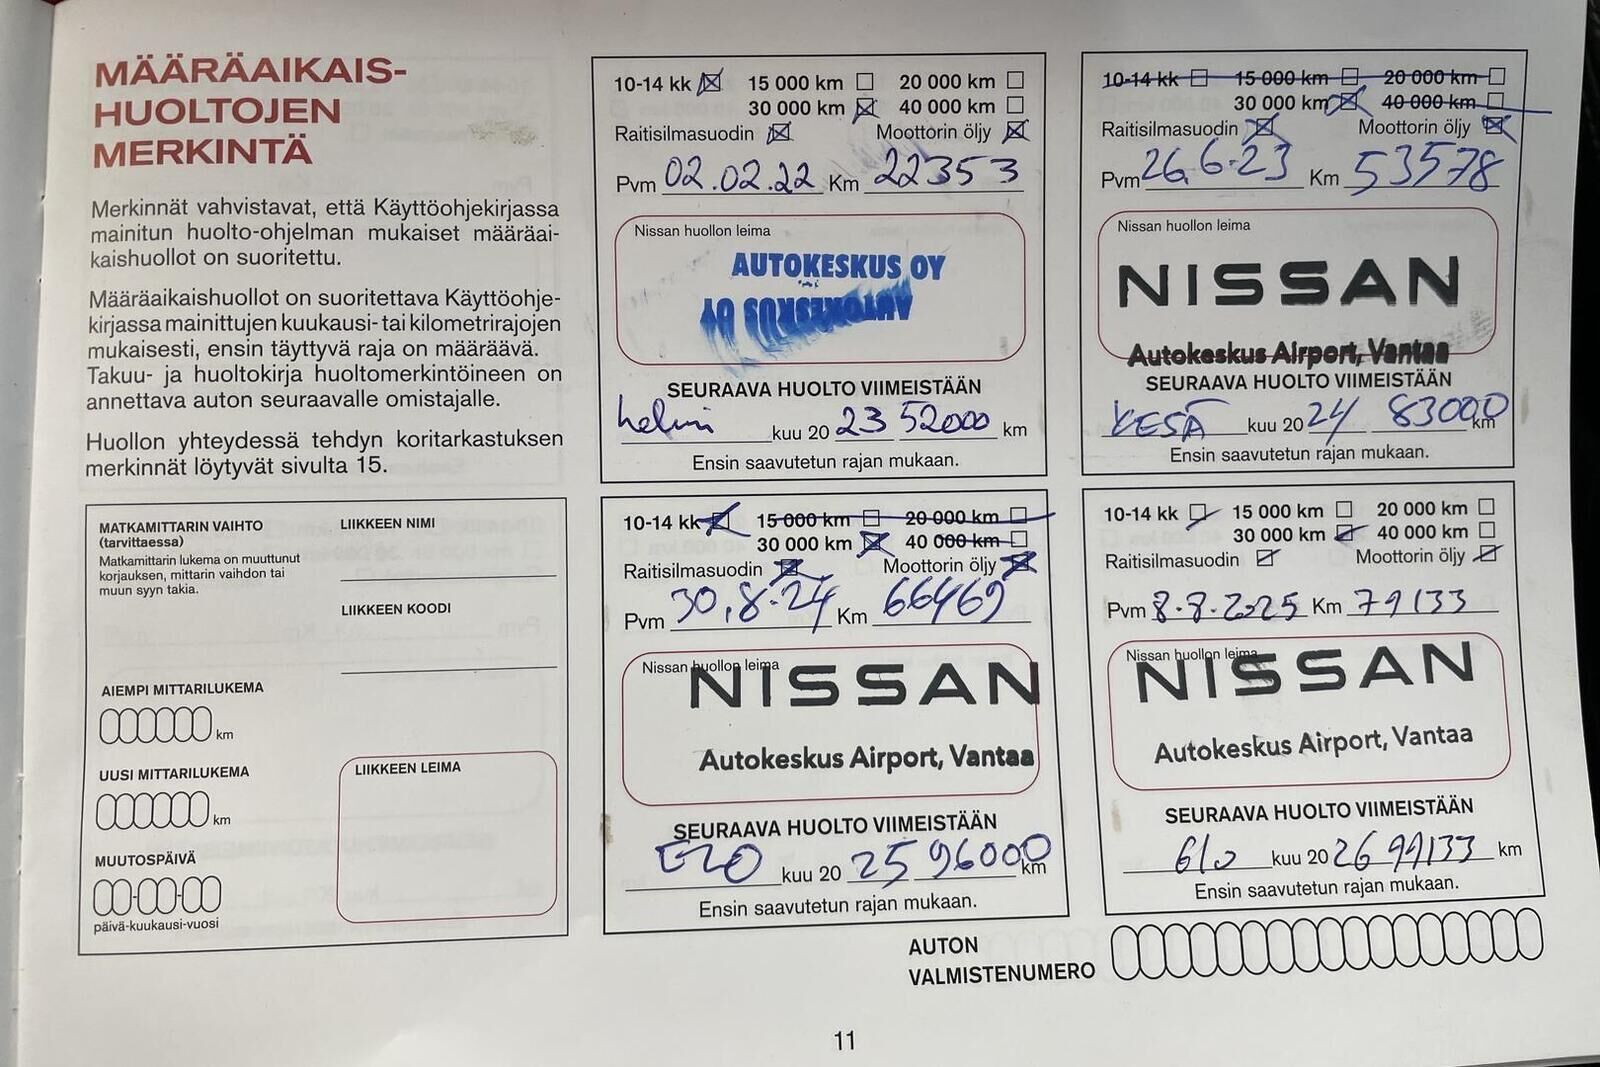 MÄÄRÄAIKAIS-
HUOLTOJEN
MERKINTÄ
Merkinnät vahvistavat, että Käyttöohjekirjassa
mainitun huolto-ohjelman mukaiset määräai-
kaishuollot on suoritettu.
Määräaikaishuollot on suoritettava Käyttöohje-
kirjassa mainittujen kuukausi- tai kilometrirajojen
mukaisesti, ensin täyttyvä raja on määräävä.
Takuu- ja huoltokirja huoltomerkintöineen on
annettava auton seuraavalle omistajalle.
Huollon yhteydessä tehdyn koritarkastuksen
merkinnät löytyvät sivulta 15.
MATKAMITTARIN VAIHTO
(tarvittaessa)
Matkamittarin lukema on muuttunut
korjauksen, mittarin vaihdon tai
muun syyn takia.
AIEMPI MITTARILUKEMA
km
UUSI MITTARILUKEMA
km
MUUTOSPÄIVÄ
päivä-kuukausi-vuosi
LIIKKEEN NIMI
LIIKKEEN KOODI
LIIKKEEN LEIMA
10-14 kk 15 000 km 20 000 km
30 000 km 40 000 km
Raitisilmasuodin Moottorin öljy
Pvm 02.02.22 Km 22353
Nissan huollon leima
AUTOKESKUS OY
AUTOKESKUS OY
SEURAAVA HUOLTO VIIMEISTÄÄN
helmi kuu 20 23 52000 km
Ensin saavutetun rajan mukaan.
10-14 kk 15 000 km 20 000 km
30 000 km 40 000 km
Raitisilmasuodin Moottorin öljy
Pvm 26.6.23 Km 53578
Nissan huollon leima
NISSAN
Autokeskus Airport, Vantaa
SEURAAVA HUOLTO VIIMEISTÄÄN
KESÄ kuu 20 24 83000 km
Ensin saavutetun rajan mukaan.
10-14 kk 15 000 km 20 000 km
30 000 km 40 000 km
Raitisilmasuodin Moottorin öljy
Pvm 30.8.24 Km 66469
Nissan huollon leima
NISSAN
Autokeskus Airport, Vantaa
SEURAAVA HUOLTO VIIMEISTÄÄN
ELO kuu 20 25 96000 km
Ensin saavutetun rajan mukaan.
10-14 kk 15 000 km 20 000 km
30 000 km 40 000 km
Raitisilmasuodin Moottorin öljy
Pvm 8.8.2025 Km 79133
Nissan huollon leima
NISSAN
Autokeskus Airport, Vantaa
SEURAAVA HUOLTO VIIMEISTÄÄN
elo kuu 20 26 99133 km
Ensin saavutetun rajan mukaan.
AUTON
VALMISTENUMERO
11